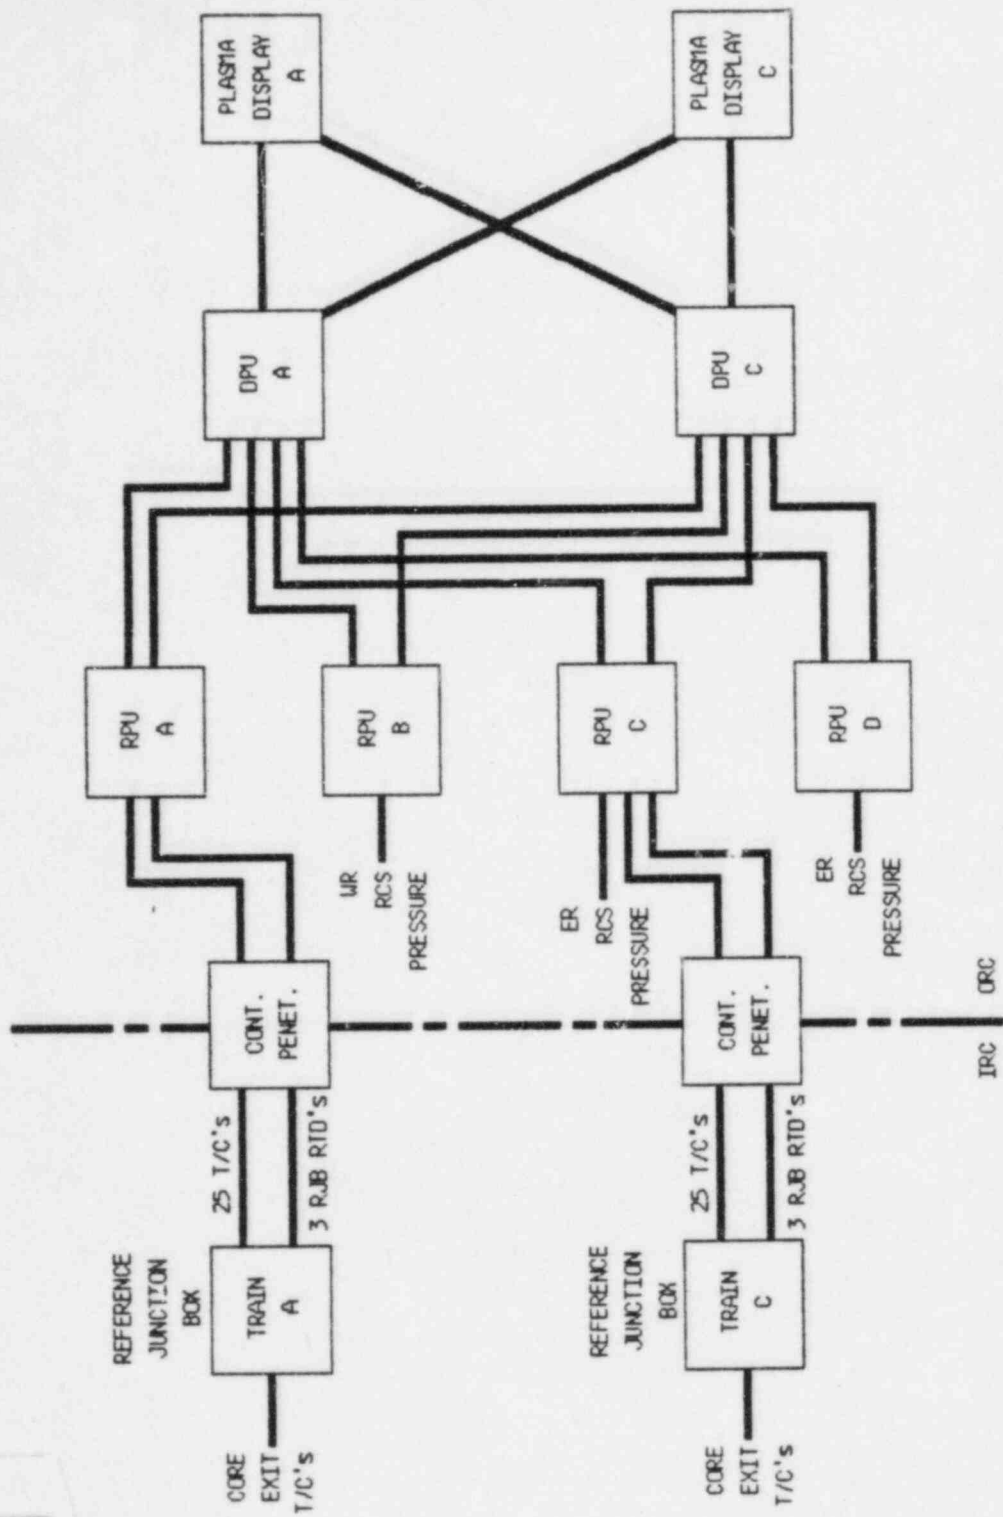 CORE
EXIT
T/C's
REFERENCE
JUNCTION
BOX
TRAIN
A
25 T/C's
3 RJB RTD's
CONT.
PENET.
RPU
A
WR
RCS
PRESSURE
RPU
B
DPU
A
PLASMA
DISPLAY
A
CORE
EXIT
T/C's
REFERENCE
JUNCTION
BOX
TRAIN
C
25 T/C's
3 RJB RTD's
CONT.
PENET.
ER
RCS
PRESSURE
RPU
C
ER
RCS
PRESSURE
RPU
D
DPU
C
PLASMA
DISPLAY
C
IRC
ORC